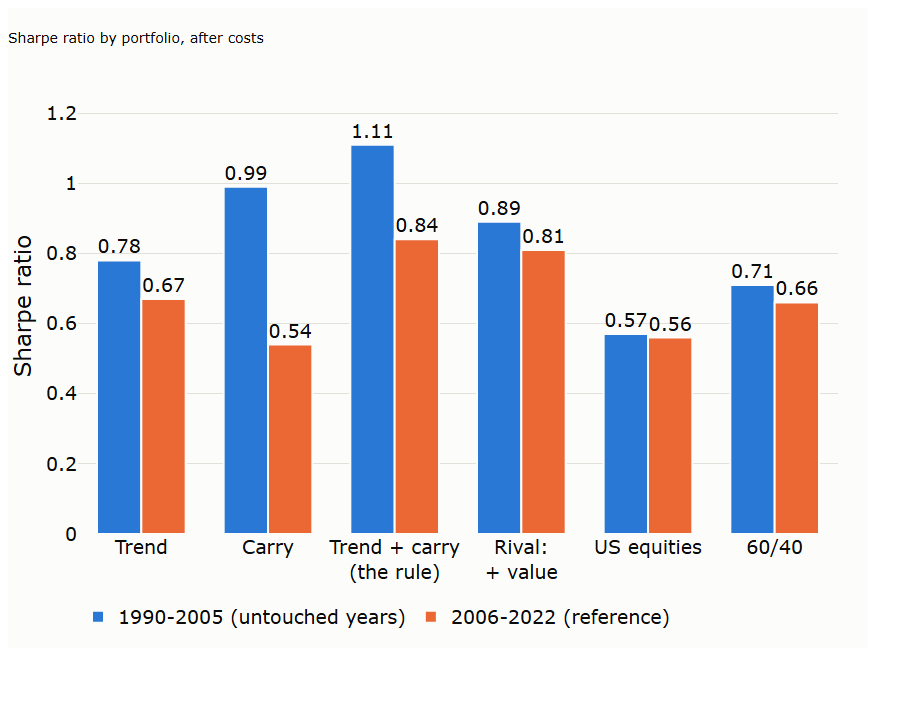 Sharpe ratio by portfolio, after costs
Sharpe ratio
1.2
1
0.8
0.6
0.4
0.2
0
0.78
0.67
0.99
0.54
1.11
0.84
0.89
0.81
0.57
0.56
0.71
0.66
Trend
Carry
Trend + carry
(the rule)
Rival:
+ value
US equities
60/40
1990-2005 (untouched years)
2006-2022 (reference)